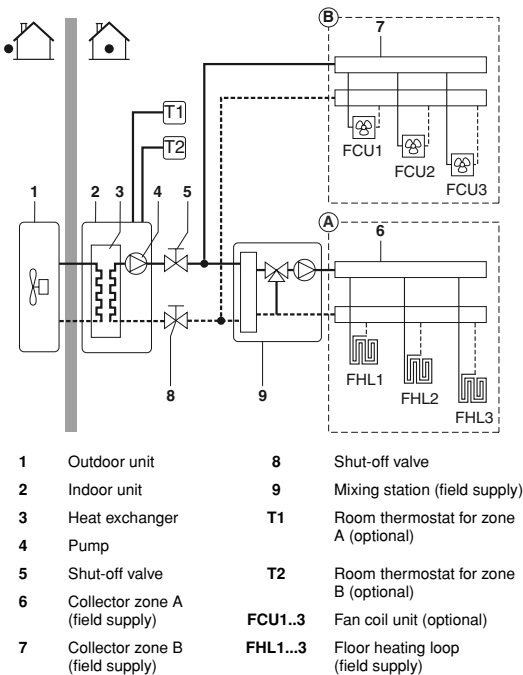 B
7
T1
T2
FCU1
FCU2
FCU3
1
2
3
4
5
A
6
FHL1
FHL2
FHL3
8
9
1 Outdoor unit
2 Indoor unit
3 Heat exchanger
4 Pump
5 Shut-off valve
6 Collector zone A
(field supply)
7 Collector zone B
(field supply)
8 Shut-off valve
9 Mixing station (field supply)
T1 Room thermostat for zone
A (optional)
T2 Room thermostat for zone
B (optional)
FCU1..3 Fan coil unit (optional)
FHL1...3 Floor heating loop
(field supply)